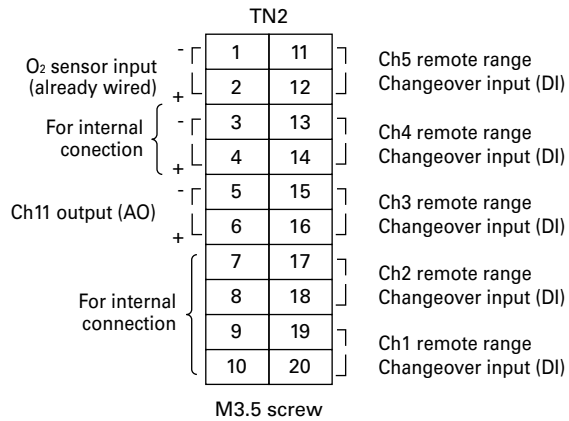 TN2
- 1 11
O₂ sensor input
(already wired)
Ch5 remote range
Changeover input (DI)
+ 2 12
- 3 13
For internal
conection
Ch4 remote range
Changeover input (DI)
+ 4 14
- 5 15
Ch11 output (AO)
Ch3 remote range
Changeover input (DI)
+ 6 16
7 17
Ch2 remote range
Changeover input (DI)
8 18
For internal
connection
9 19
Ch1 remote range
Changeover input (DI)
10 20
M3.5 screw